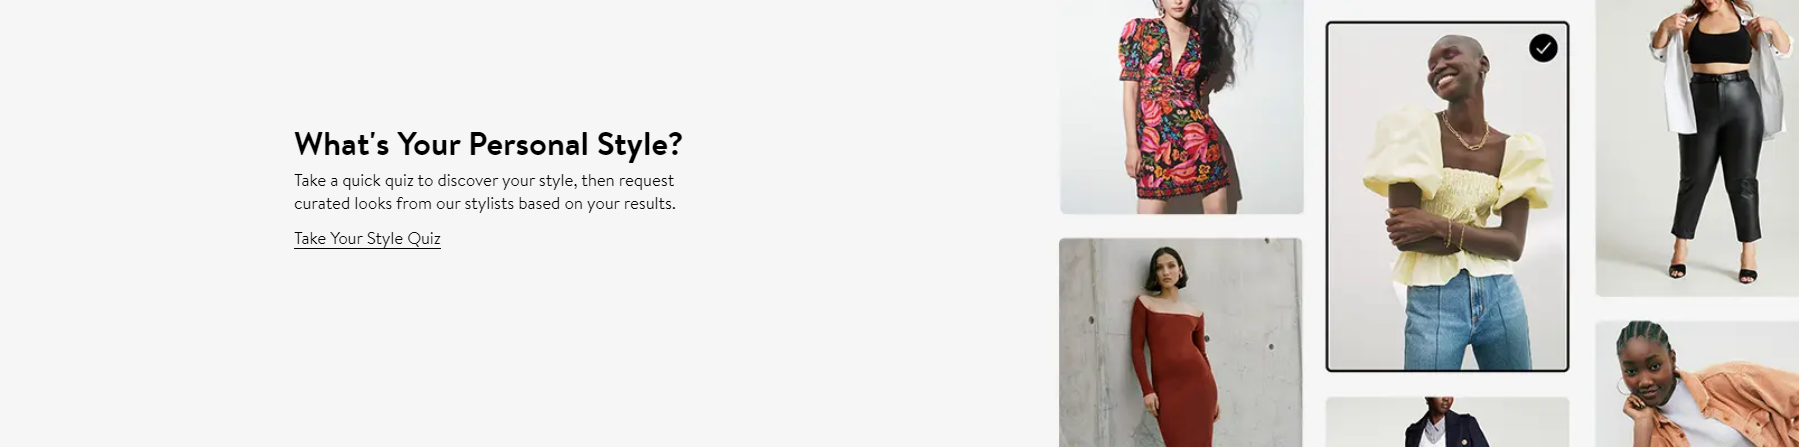 What's Your Personal Style?
Take a quick quiz to discover your style, then request
curated looks from our stylists based on your results.
Take Your Style Quiz